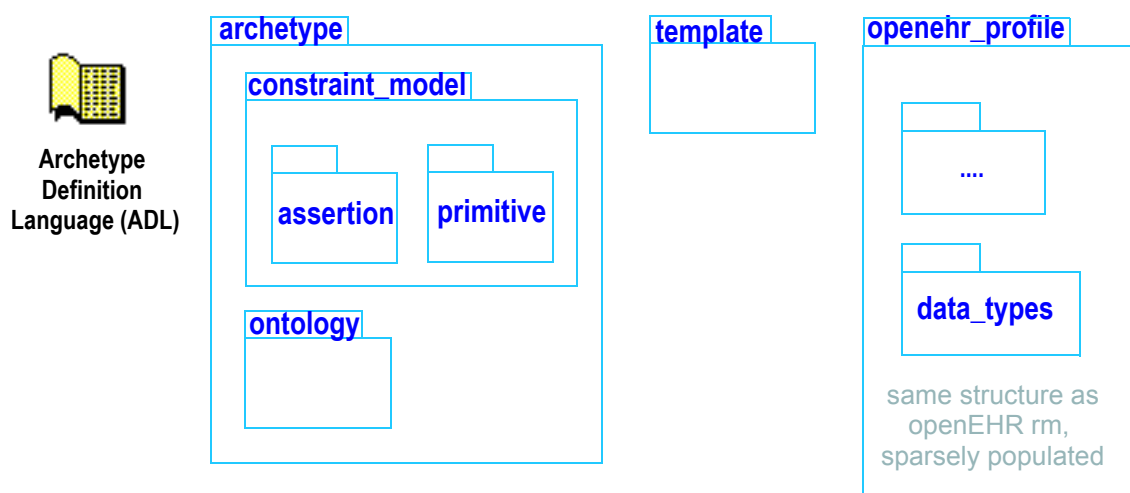 archetype
constraint_model
assertion
primitive
ontology
Archetype
Definition
Language (ADL)
template
openehr_profile
....
data_types
same structure as
openEHR rm,
sparsely populated